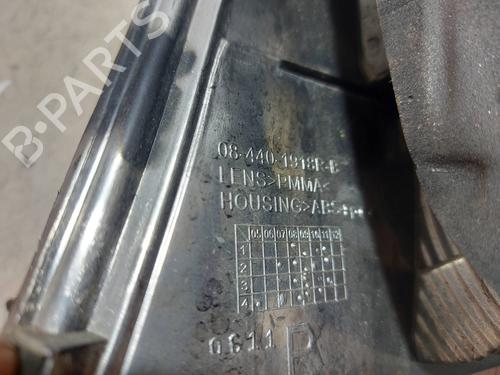 B-PARTS
08-440-1918R-B
LENS>PMMA<
HOUSING>ABS
05 06 07 08 09 10 11 12
1
2
3
4
0611 R